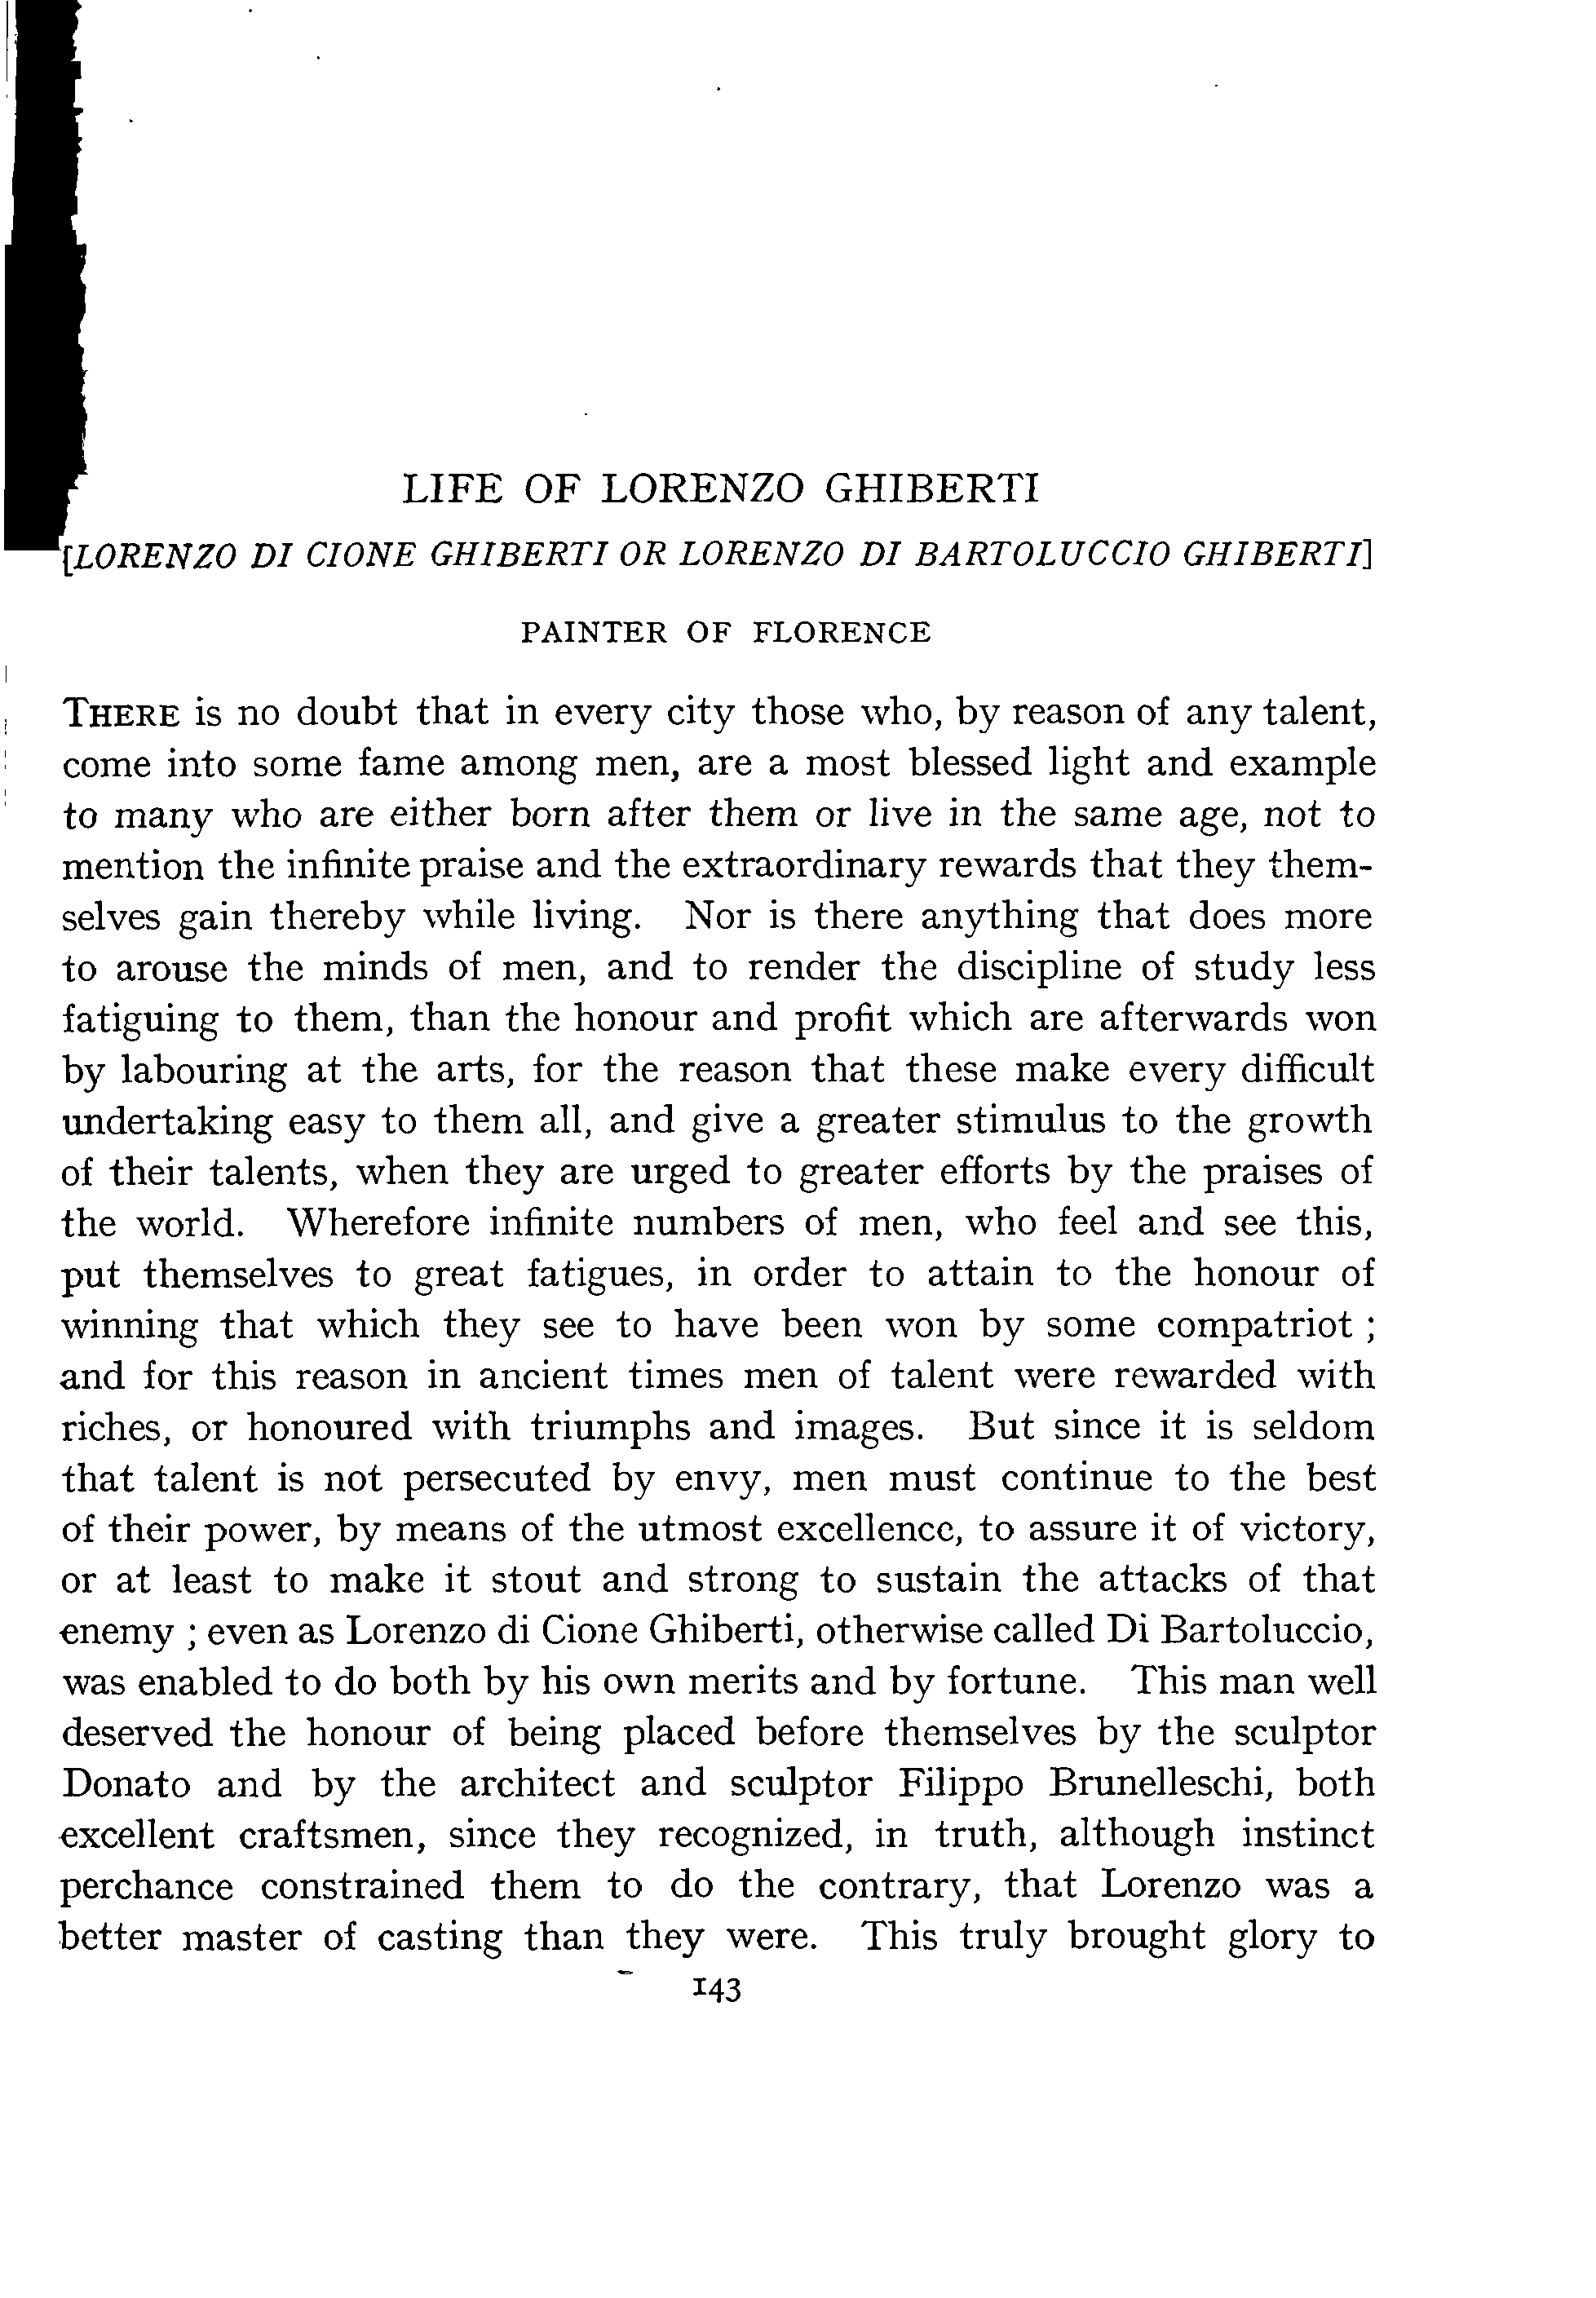 LIFE OF LORENZO GHIBERTI
[LORENZO DI CIONE GHIBERTI OR LORENZO DI BARTOLUCCIO GHIBERTI]
PAINTER OF FLORENCE
THERE is no doubt that in every city those who, by reason of any talent,
come into some fame among men, are a most blessed light and example
to many who are either born after them or live in the same age, not to
mention the infinite praise and the extraordinary rewards that they them-
selves gain thereby while living. Nor is there anything that does more
to arouse the minds of men, and to render the discipline of study less
fatiguing to them, than the honour and profit which are afterwards won
by labouring at the arts, for the reason that these make every difficult
undertaking easy to them all, and give a greater stimulus to the growth
of their talents, when they are urged to greater efforts by the praises of
the world. Wherefore infinite numbers of men, who feel and see this,
put themselves to great fatigues, in order to attain to the honour of
winning that which they see to have been won by some compatriot ;
and for this reason in ancient times men of talent were rewarded with
riches, or honoured with triumphs and images. But since it is seldom
that talent is not persecuted by envy, men must continue to the best
of their power, by means of the utmost excellence, to assure it of victory,
or at least to make it stout and strong to sustain the attacks of that
enemy ; even as Lorenzo di Cione Ghiberti, otherwise called Di Bartoluccio,
was enabled to do both by his own merits and by fortune. This man well
deserved the honour of being placed before themselves by the sculptor
Donato and by the architect and sculptor Filippo Brunelleschi, both
excellent craftsmen, since they recognized, in truth, although instinct
perchance constrained them to do the contrary, that Lorenzo was a
better master of casting than they were. This truly brought glory to
143